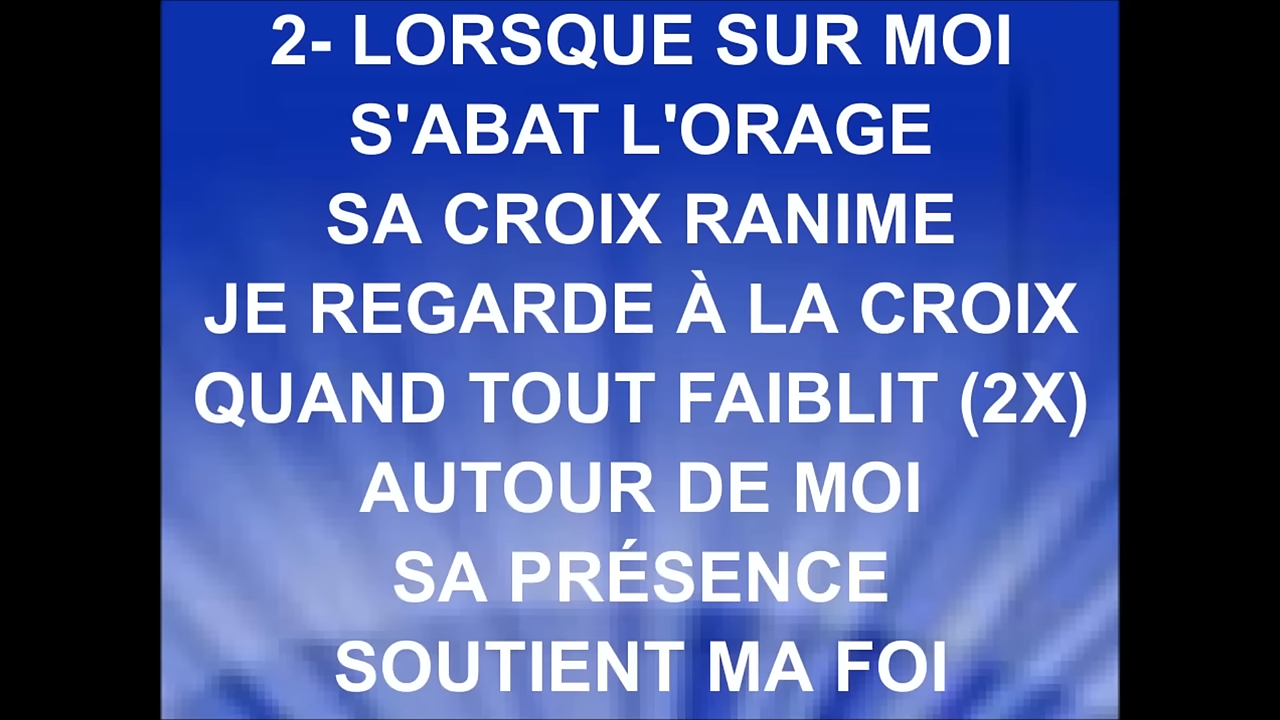 2- LORSQUE SUR MOI
S'ABAT L'ORAGE
SA CROIX RANIME
JE REGARDE À LA CROIX
QUAND TOUT FAIBLIT (2X)
AUTOUR DE MOI
SA PRÉSENCE
SOUTIENT MA FOI